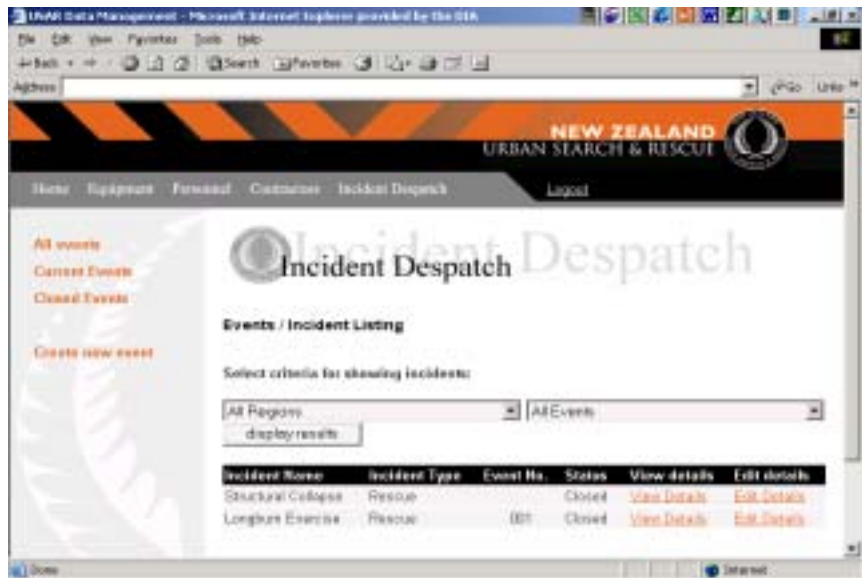 USAR Data Management - Microsoft Internet Explorer provided by the DIA
File Edit View Favorites Tools Help
Back Search Favorites
Address Go Links
NEW ZEALAND
URBAN SEARCH & RESCUE
Home Equipment Personnel Contractors Incident Despatch Logout
All events
Current Events
Closed Events
Create new event
Incident Despatch
Incident Despatch
Events / Incident Listing
Select criteria for showing incidents:
All Regions All Events
display results
Incident Name Incident Type Event No. Status View details Edit details
Structural Collapse Rescue Closed View Details Edit Details
Longburn Exercise Rescue 001 Closed View Details Edit Details
Done Internet